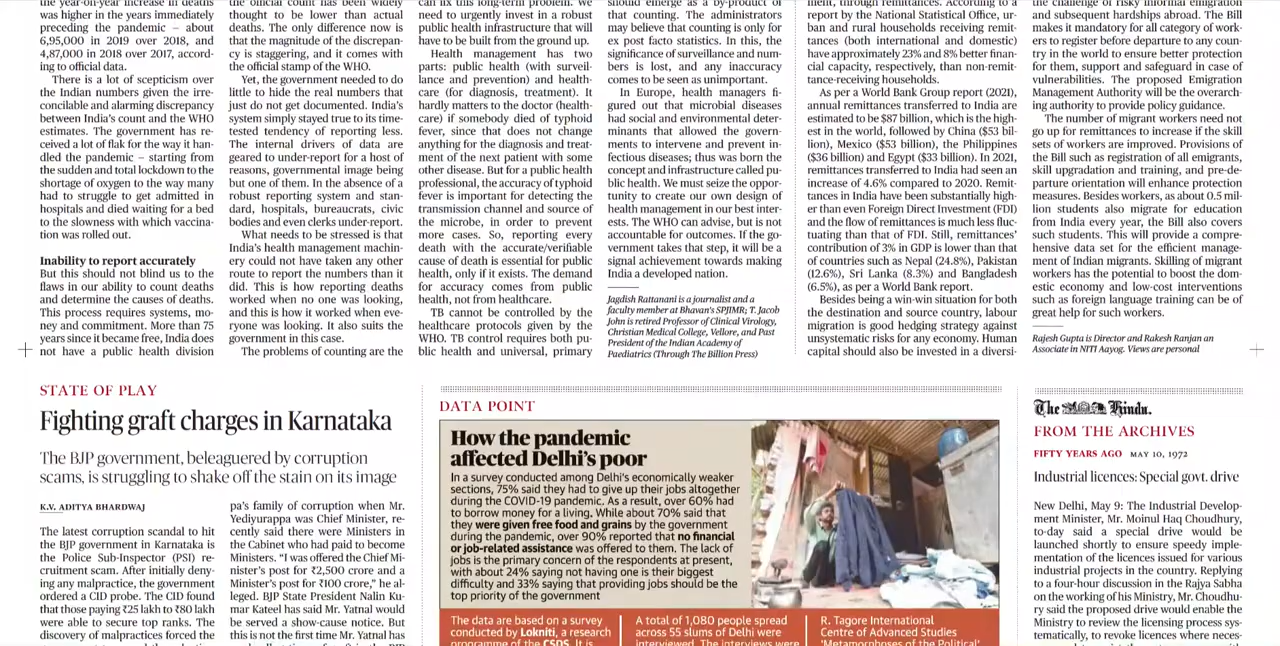 the year-on-year increase in deaths
was higher in the years immediately
preceding the pandemic – about
6,95,000 in 2019 over 2018, and
4,87,000 in 2018 over 2017, accord-
ing to official data.
There is a lot of scepticism over
the Indian numbers given the irre-
concilable and alarming discrepancy
between India's count and the WHO
estimates. The government has re-
ceived a lot of flak for the way it han-
dled the pandemic – starting from
the sudden and total lockdown to the
shortage of oxygen to the way many
had to struggle to get admitted in
hospitals and died waiting for a bed
to the slowness with which vaccina-
tion was rolled out.
Inability to report accurately
But this should not blind us to the
flaws in our ability to count deaths
and determine the causes of deaths.
This process requires systems, mo-
ney and commitment. More than 75
years since it became free, India does
not have a public health division
the official count has been widely
thought to be lower than actual
deaths. The only difference now is
that the magnitude of the discrepan-
cy is staggering, and it comes with
the official stamp of the WHO.
Yet, the government needed to do
little to hide the real numbers that
just do not get documented. India's
system simply stayed true to its time-
tested tendency of reporting less.
The internal drivers of data are
geared to under-report for a host of
reasons, governmental image being
but one of them. In the absence of a
robust reporting system and stan-
dard, hospitals, bureaucrats, civic
bodies and even clerks under-report.
What needs to be stressed is that
India's health management machin-
ery could not have taken any other
route to report the numbers than it
did. This is how reporting deaths
worked when no one was looking,
and this is how it worked when eve-
ryone was looking. It also suits the
government in this case.
The problems of counting are the
can fix this long-term problem. We
need to urgently invest in a robust
public health infrastructure that will
have to be built from the ground up.
Health management has two
parts: public health (with surveil-
lance and prevention) and health-
care (for diagnosis, treatment). It
hardly matters to the doctor (health-
care) if somebody died of typhoid
fever, since that does not change
anything for the diagnosis and treat-
ment of the next patient with some
other disease. But for a public health
professional, the accuracy of typhoid
fever is important for detecting the
transmission channel and source of
the microbe, in order to prevent
more cases. So, reporting every
death with the accurate/verifiable
cause of death is essential for public
health, only if it exists. The demand
for accuracy comes from public
health, not from healthcare.
TB cannot be controlled by the
healthcare protocols given by the
WHO. TB control requires both pu-
blic health and universal, primary
should emerge as a by-product of
that counting. The administrators
may believe that counting is only for
ex post facto statistics. In this, the
significance of surveillance and num-
bers is lost, and any inaccuracy
comes to be seen as unimportant.
In Europe, health managers fi-
gured out that microbial diseases
had social and environmental deter-
minants that allowed the govern-
ments to intervene and prevent in-
fectious diseases; thus was born the
concept and infrastructure called pu-
blic health. We must seize the oppor-
tunity to create our own design of
health management in our best inter-
ests. The WHO can advise, but is not
accountable for outcomes. If the go-
vernment takes that step, it will be a
signal achievement towards making
India a developed nation.
Jagdish Rattanani is a journalist and a
faculty member at Bhavan's SPJIMR; T. Jacob
John is retired Professor of Clinical Virology,
Christian Medical College, Vellore, and Past
President of the Indian Academy of
Paediatrics (Through The Billion Press)
ment, through remittances. According to a
report by the National Statistical Office, ur-
ban and rural households receiving remit-
tances (both international and domestic)
have approximately 23% and 8% better finan-
cial capacity, respectively, than non-remit-
tance-receiving households.
As per a World Bank Group report (2021),
annual remittances transferred to India are
estimated to be $87 billion, which is the high-
est in the world, followed by China ($53 bil-
lion), Mexico ($53 billion), the Philippines
($36 billion) and Egypt ($33 billion). In 2021,
remittances transferred to India had seen an
increase of 4.6% compared to 2020. Remit-
tances in India have been substantially high-
er than even Foreign Direct Investment (FDI)
and the flow of remittances is much less fluc-
tuating than that of FDI. Still, remittances'
contribution of 3% in GDP is lower than that
of countries such as Nepal (24.8%), Pakistan
(12.6%), Sri Lanka (8.3%) and Bangladesh
(6.5%), as per a World Bank report.
Besides being a win-win situation for both
the destination and source country, labour
migration is good hedging strategy against
unsystematic risks for any economy. Human
capital should also be invested in a diversi-
the challenge of risky informal emigration
and subsequent hardships abroad. The Bill
makes it mandatory for all category of work-
ers to register before departure to any coun-
try in the world to ensure better protection
for them, support and safeguard in case of
vulnerabilities. The proposed Emigration
Management Authority will be the overarch-
ing authority to provide policy guidance.
The number of migrant workers need not
go up for remittances to increase if the skill
sets of workers are improved. Provisions of
the Bill such as registration of all emigrants,
skill upgradation and training, and pre-de-
parture orientation will enhance protection
measures. Besides workers, as about 0.5 mil-
lion students also migrate for education
from India every year, the Bill also covers
such students. This will provide a compre-
hensive data set for the efficient manage-
ment of Indian migrants. Skilling of migrant
workers has the potential to boost the dom-
estic economy and low-cost interventions
such as foreign language training can be of
great help for such workers.
Rajesh Gupta is Director and Rakesh Ranjan an
Associate in NITI Aayog. Views are personal
STATE OF PLAY
Fighting graft charges in Karnataka
The BJP government, beleaguered by corruption
scams, is struggling to shake off the stain on its image
K.V. ADITYA BHARDWAJ
The latest corruption scandal to hit
the BJP government in Karnataka is
the Police Sub-Inspector (PSI) re-
cruitment scam. After initially deny-
ing any malpractice, the government
ordered a CID probe. The CID found
that those paying ₹25 lakh to ₹80 lakh
were able to secure top ranks. The
discovery of malpractices forced the
pa's family of corruption when Mr.
Yediyurappa was Chief Minister, re-
cently said there were Ministers in
the Cabinet who had paid to become
Ministers. "I was offered the Chief Mi-
nister's post for ₹2,500 crore and a
Minister's post for ₹100 crore," he al-
leged. BJP State President Nalin Ku-
mar Kateel has said Mr. Yatnal would
be served a show-cause notice. But
this is not the first time Mr. Yatnal has
DATA POINT
How the pandemic
affected Delhi's poor
In a survey conducted among Delhi's economically weaker
sections, 75% said they had to give up their jobs altogether
during the COVID-19 pandemic. As a result, over 60% had
to borrow money for a living. While about 70% said that
they were given free food and grains by the government
during the pandemic, over 90% reported that no financial
or job-related assistance was offered to them. The lack of
jobs is the primary concern of the respondents at present,
with about 24% saying not having one is their biggest
difficulty and 33% saying that providing jobs should be the
top priority of the government
The data are based on a survey
conducted by Lokniti, a research
programme of the CSDS. It is
A total of 1,080 people spread
across 55 slums of Delhi were
interviewed. The interviews were
R. Tagore International
Centre of Advanced Studies
'Metamorphoses of the Political'
The Hindu.
FROM THE ARCHIVES
FIFTY YEARS AGO MAY 10, 1972
Industrial licences: Special govt. drive
New Delhi, May 9: The Industrial Develop-
ment Minister, Mr. Moinul Haq Choudhury,
to-day said a special drive would be
launched shortly to ensure speedy imple-
mentation of the licences issued for various
industrial projects in the country. Replying
to a four-hour discussion in the Rajya Sabha
on the working of his Ministry, Mr. Choudhu-
ry said the proposed drive would enable the
Ministry to review the licensing process sys-
tematically, to revoke licences where neces-